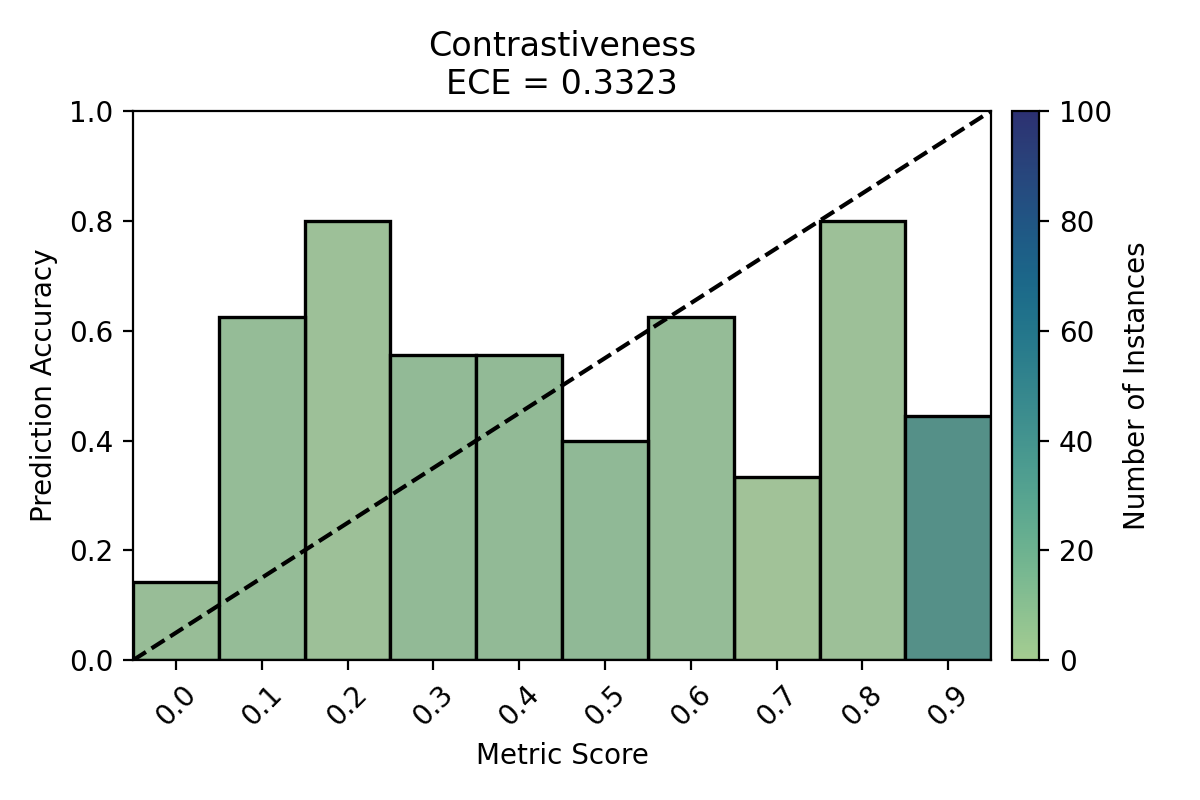 Contrastiveness
ECE = 0.3323
1.0
0.8
0.6
0.4
0.2
0.0
Prediction Accuracy
0.0 0.1 0.2 0.3 0.4 0.5 0.6 0.7 0.8 0.9
Metric Score
100
80
60
40
20
0
Number of Instances